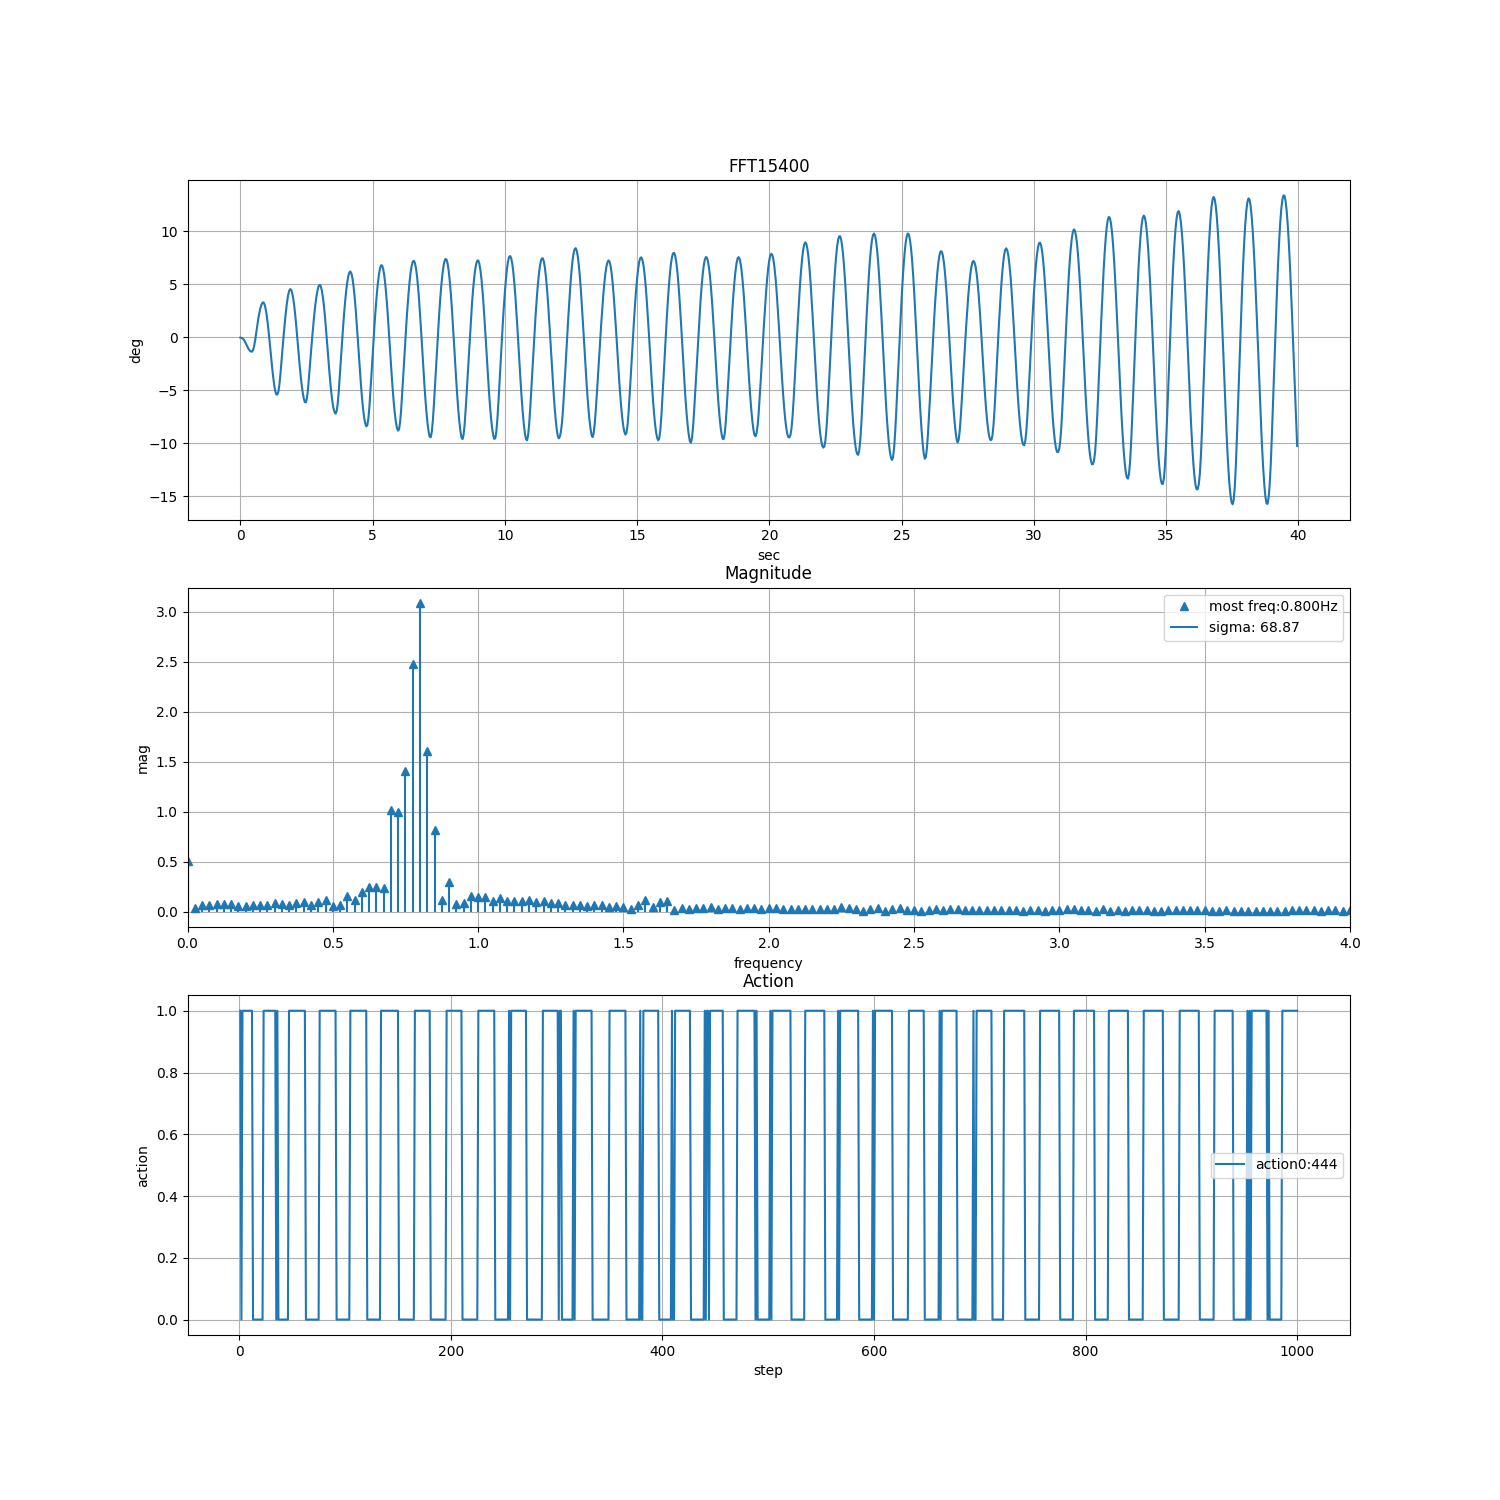 FFT15400
10
5
0
−5
−10
−15
deg
0 5 10 15 20 25 30 35 40
sec
Magnitude
most freq:0.800Hz
sigma: 68.87
3.0
2.5
2.0
1.5
1.0
0.5
0.0
mag
0.0 0.5 1.0 1.5 2.0 2.5 3.0 3.5 4.0
frequency
Action
1.0
0.8
0.6
0.4
0.2
0.0
action
action0:444
0 200 400 600 800 1000
step